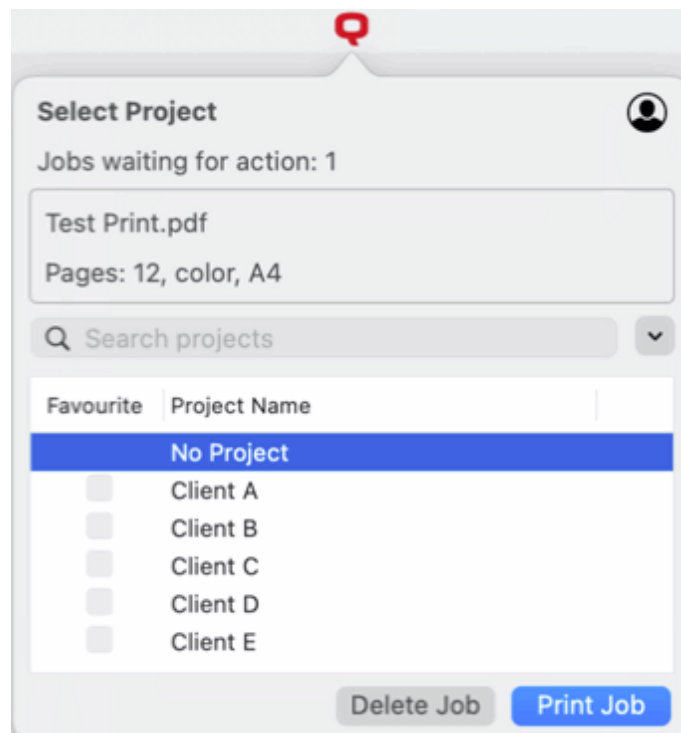 Q
Select Project
Jobs waiting for action: 1
Test Print.pdf
Pages: 12, color, A4
Search projects
Favourite Project Name
No Project
Client A
Client B
Client C
Client D
Client E
Delete Job Print Job